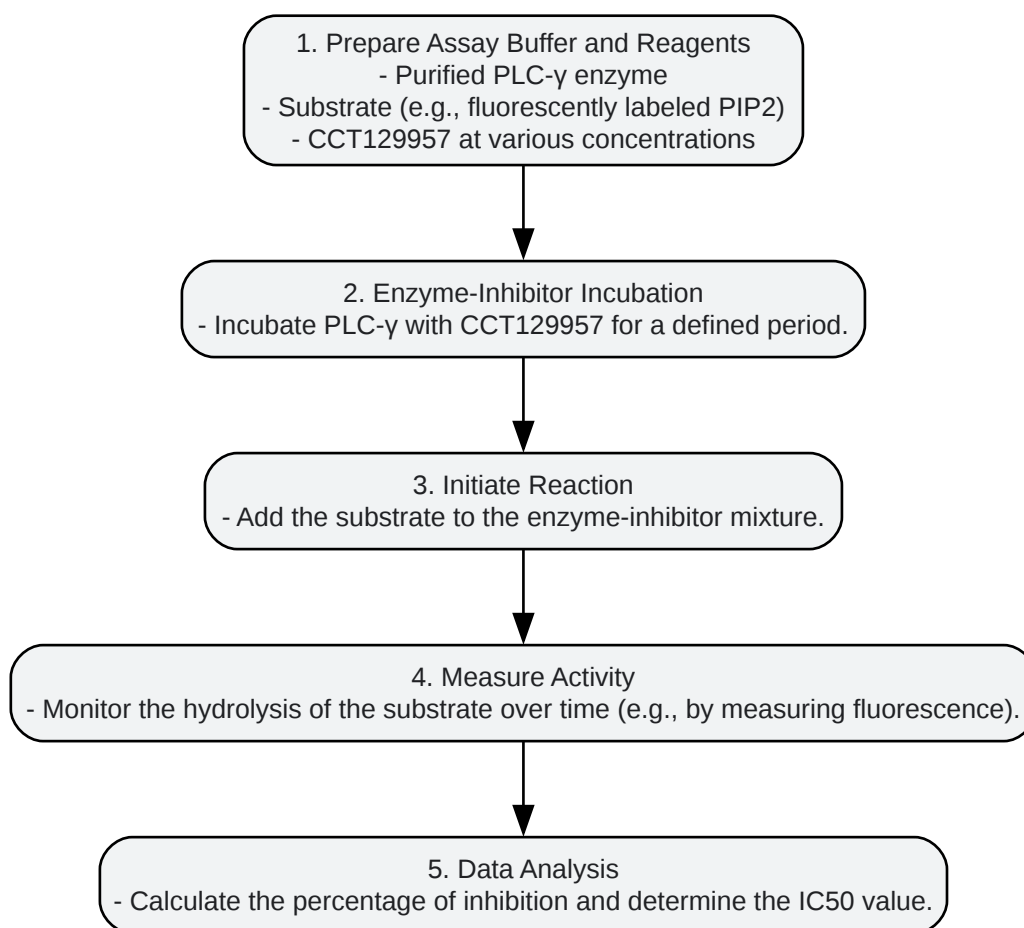 1. Prepare Assay Buffer and Reagents
- Purified PLC-γ enzyme
- Substrate (e.g., fluorescently labeled PIP2)
- CCT129957 at various concentrations
2. Enzyme-Inhibitor Incubation
- Incubate PLC-γ with CCT129957 for a defined period.
3. Initiate Reaction
- Add the substrate to the enzyme-inhibitor mixture.
4. Measure Activity
- Monitor the hydrolysis of the substrate over time (e.g., by measuring fluorescence).
5. Data Analysis
- Calculate the percentage of inhibition and determine the IC50 value.